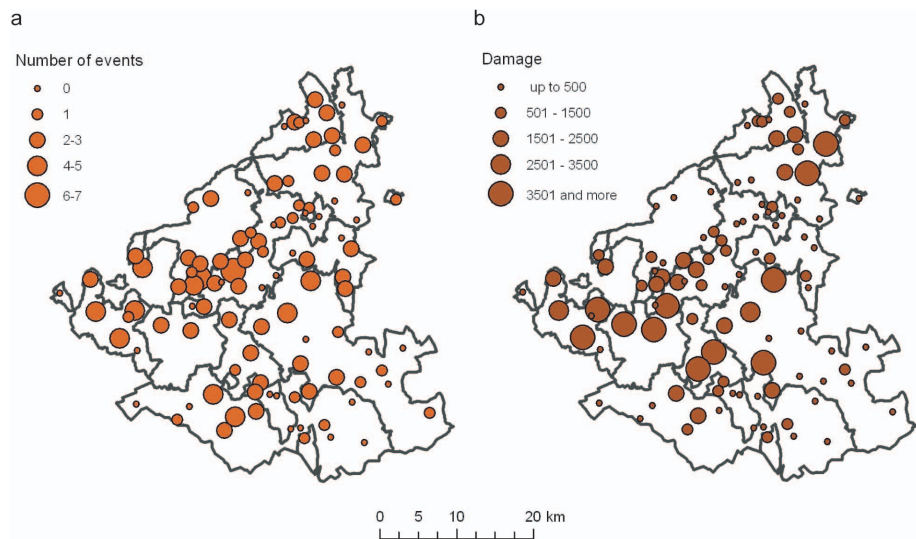 a
Number of events
0
1
2-3
4-5
6-7
b
Damage
up to 500
501 - 1500
1501 - 2500
2501 - 3500
3501 and more
0 5 10 20 km